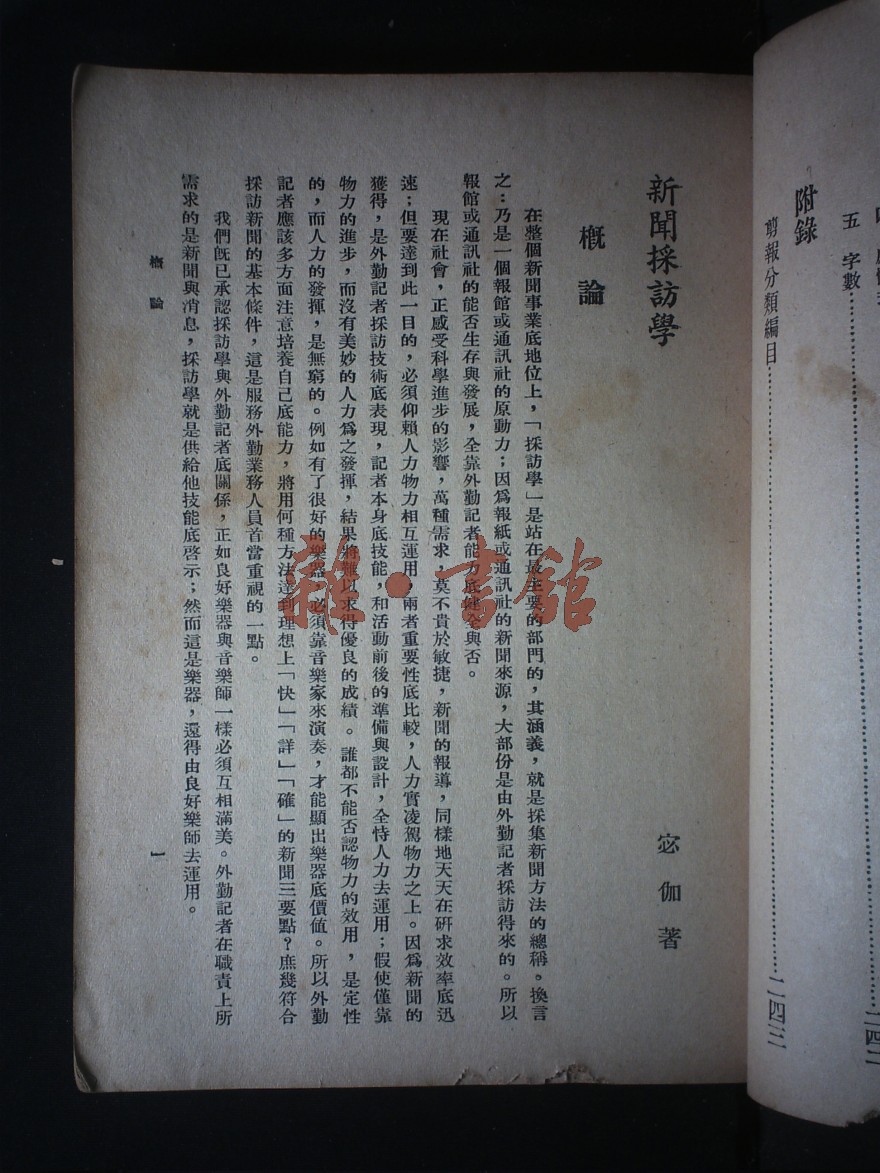 附錄
五　字數……二四二
剪報分類編目……二四三
新聞採訪學
宓伽著
概論
在整個新聞事業底地位上，「採訪學」是站在最主要的部門的，其涵義，就是採集新聞方法的總稱。換言
之：乃是一個報館或通訊社的原動力；因爲報紙或通訊社的新聞來源，大部份是由外勤記者採訪得來的。所以
報館或通訊社的能否生存與發展，全靠外勤記者能力底健全與否。
現在社會，正感受科學進步的影響，萬種需求，莫不貴於敏捷，新聞的報導，同樣地天天在硏求效率底迅
速；但要達到此一目的，必須仰賴人力物力相互運用，兩者重要性底比較，人力實凌駕物力之上。因爲新聞的
獲得，是外勤記者採訪技術底表現，記者本身底技能，和活動前後的準備與設計，全恃人力去運用；假使僅靠
物力的進步，而沒有美妙的人力爲之發揮，結果將難以求得優良的成績。誰都不能否認物力的效用，是定性
的，而人力的發揮，是無窮的。例如有了很好的樂器，必須靠音樂家來演奏，才能顯出樂器底價値。所以外勤
記者應該多方面注意培養自己底能力，將用何種方法達到理想上「快」「詳」「確」的新聞三要點？庶幾符合
採訪新聞的基本條件，這是服務外勤業務人員首當重視的一點。
我們旣已承認採訪學與外勤記者底關係，正如良好樂器與音樂師一樣必須互相滿美。外勤記者在職責上所
需求的是新聞與消息，採訪學就是供給他技能底啓示；然而這是樂器，還得由良好樂師去運用。
概論
一
雜·書館